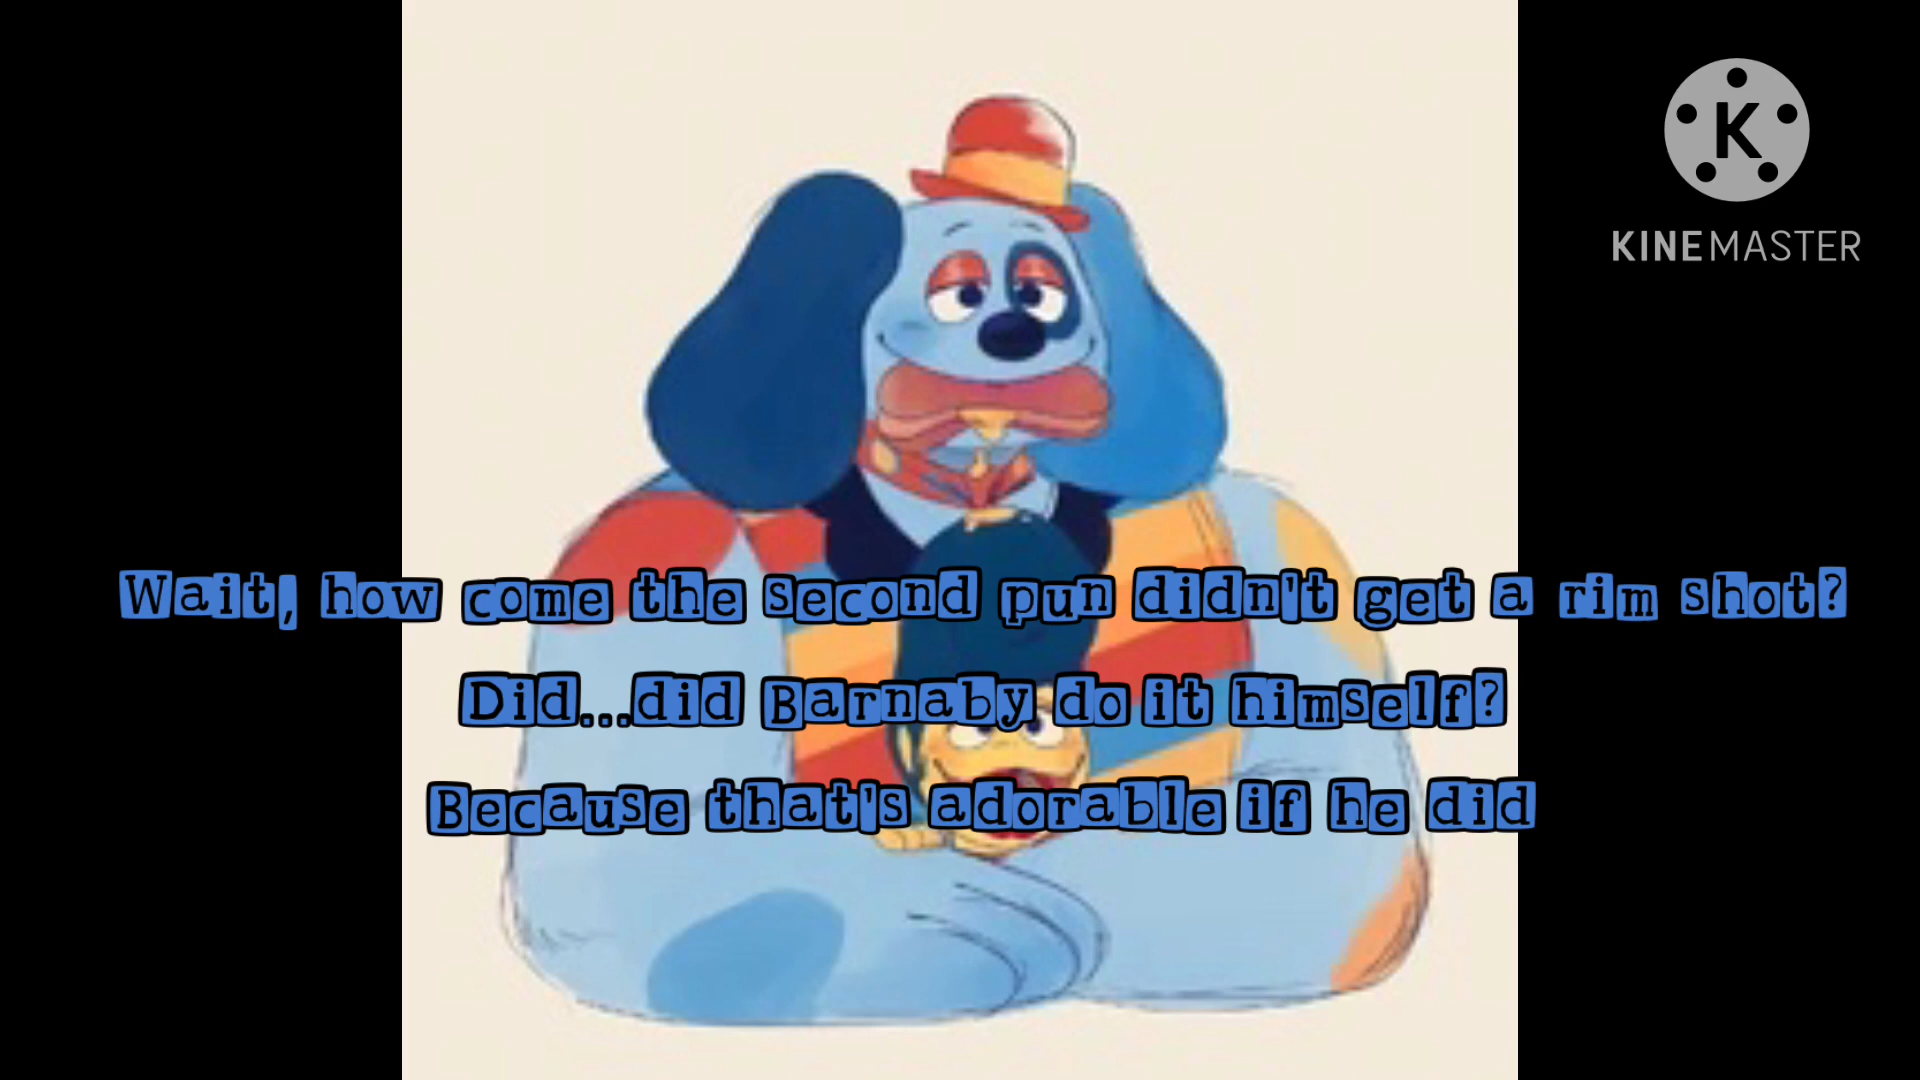 K
KINEMASTER
Wait, how come the second pun didn't get a rim shot?
Did...did Barnaby do it himself?
Because that's adorable if he did